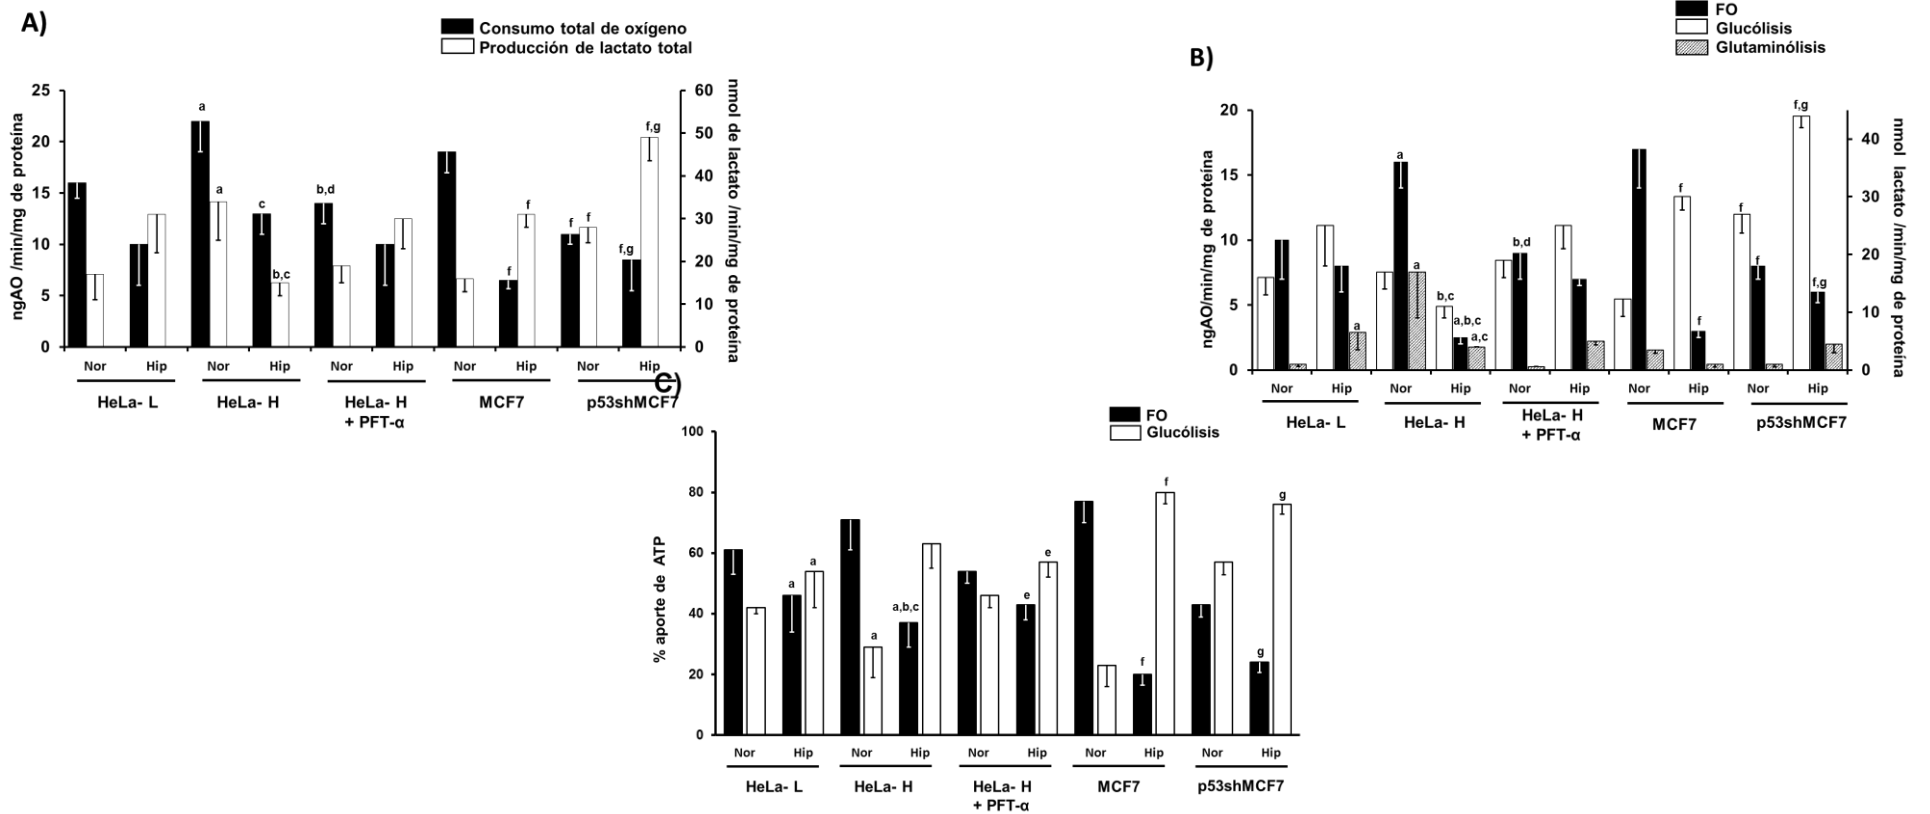 A)
Consumo total de oxígeno
Producción de lactato total
ngAO /min/mg de proteína
25
20
15
10
5
0
a
a
c
b,c
b,d
f
f
f
f
f,g
f,g
60
50
40
30
20
10
0
nmol de lactato /min/mg de proteína
Nor Hip Nor Hip Nor Hip Nor Hip Nor Hip
HeLa- L HeLa- H HeLa- H MCF7 p53shMCF7
+ PFT-α
B)
FO
Glucólisis
Glutaminólisis
ngAO/min/mg de proteína
20
15
10
5
0
a
a
a
b,c
a,b,c
a,c
b,d
f
f
f
f
f,g
f,g
40
30
20
10
0
nmol lactato /min/mg de proteína
Nor Hip Nor Hip Nor Hip Nor Hip Nor Hip
HeLa- L HeLa- H HeLa- H MCF7 p53shMCF7
+ PFT-α
C)
FO
Glucólisis
% aporte de ATP
100
80
60
40
20
0
a
a
a
a,b,c
e
e
f
f
g
g
Nor Hip Nor Hip Nor Hip Nor Hip Nor Hip
HeLa- L HeLa- H HeLa- H MCF7 p53shMCF7
+ PFT-α